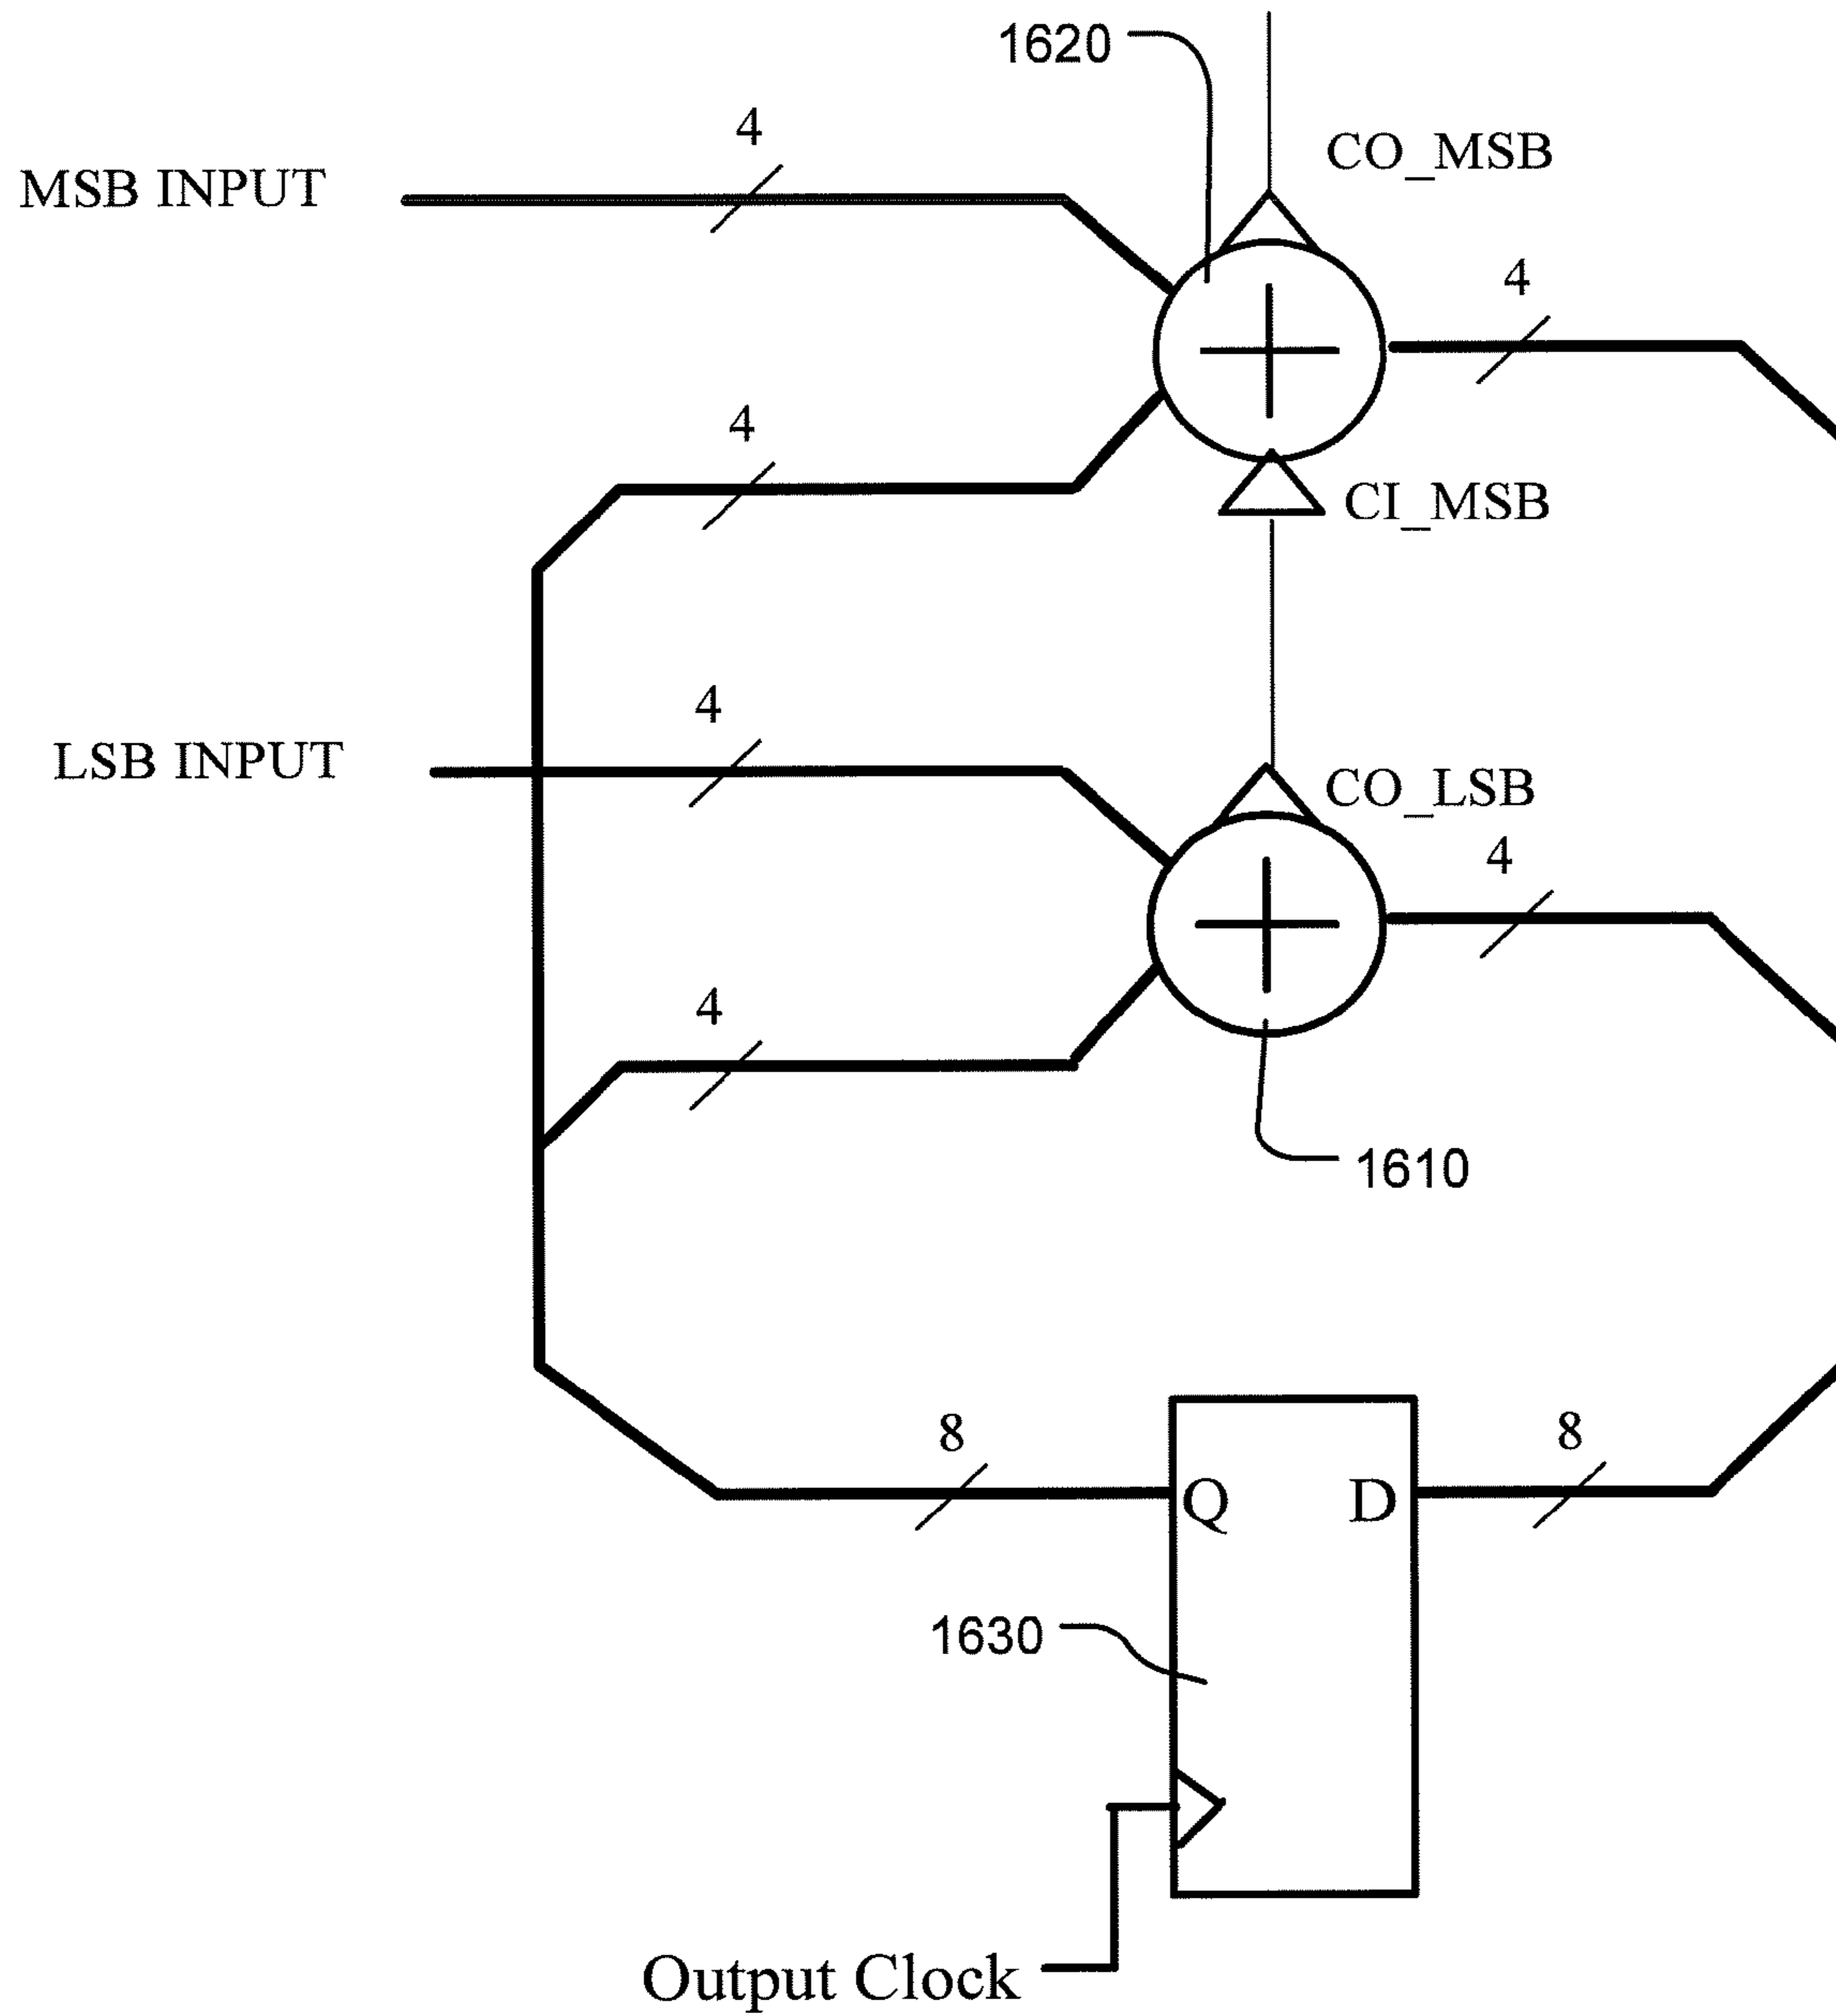 1620
4
CO_MSB
MSB INPUT
4
4
CI_MSB
4
LSB INPUT
CO_LSB
4
4
1610
8
8
Q
D
1630
Output Clock